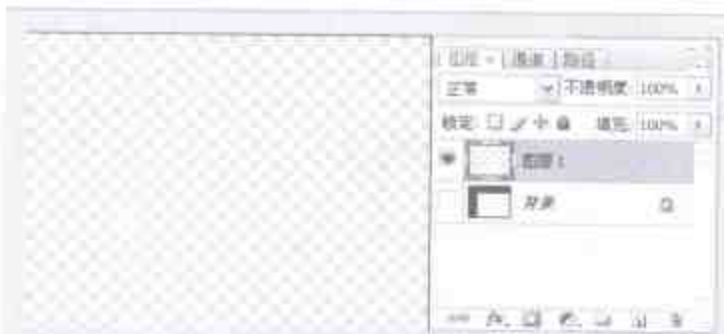 图层 × 通道 路径
正常 不透明度: 100%
锁定: 填充: 100%
图层 1
背景